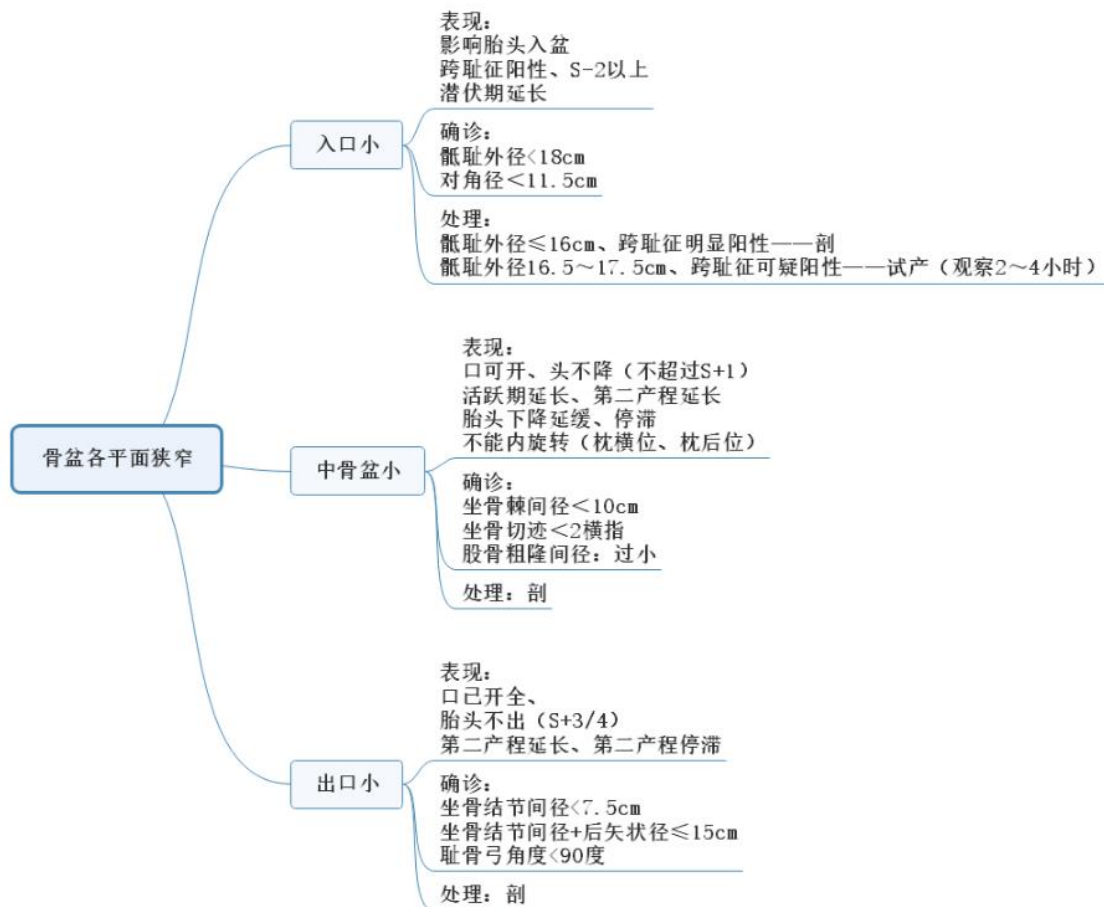 骨盆各平面狭窄
入口小
表现：
影响胎头入盆
跨耻征阳性、S-2以上
潜伏期延长
确诊：
骶耻外径<18cm
对角径＜11.5cm
处理：
骶耻外径≤16cm、跨耻征明显阳性——剖
骶耻外径16.5～17.5cm、跨耻征可疑阳性——试产（观察2～4小时）
中骨盆小
表现：
口可开、头不降（不超过S+1）
活跃期延长、第二产程延长
胎头下降延缓、停滞
不能内旋转（枕横位、枕后位）
确诊：
坐骨棘间径＜10cm
坐骨切迹＜2横指
股骨粗隆间径：过小
处理：剖
出口小
表现：
口已开全、
胎头不出（S+3/4）
第二产程延长、第二产程停滞
确诊：
坐骨结节间径<7.5cm
坐骨结节间径+后矢状径≤15cm
耻骨弓角度<90度
处理：剖